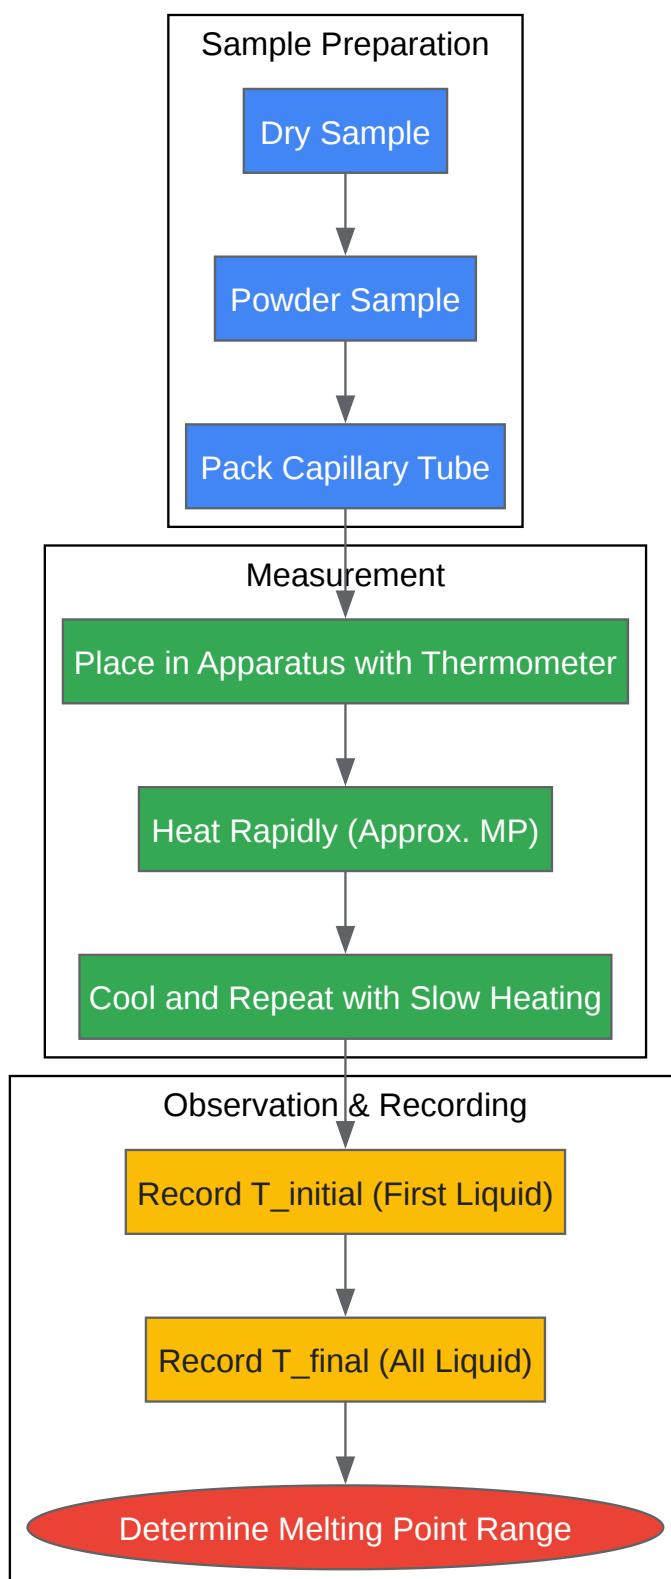 Sample Preparation
Dry Sample
Powder Sample
Pack Capillary Tube
Measurement
Place in Apparatus with Thermometer
Heat Rapidly (Approx. MP)
Cool and Repeat with Slow Heating
Observation & Recording
Record T_initial (First Liquid)
Record T_final (All Liquid)
Determine Melting Point Range